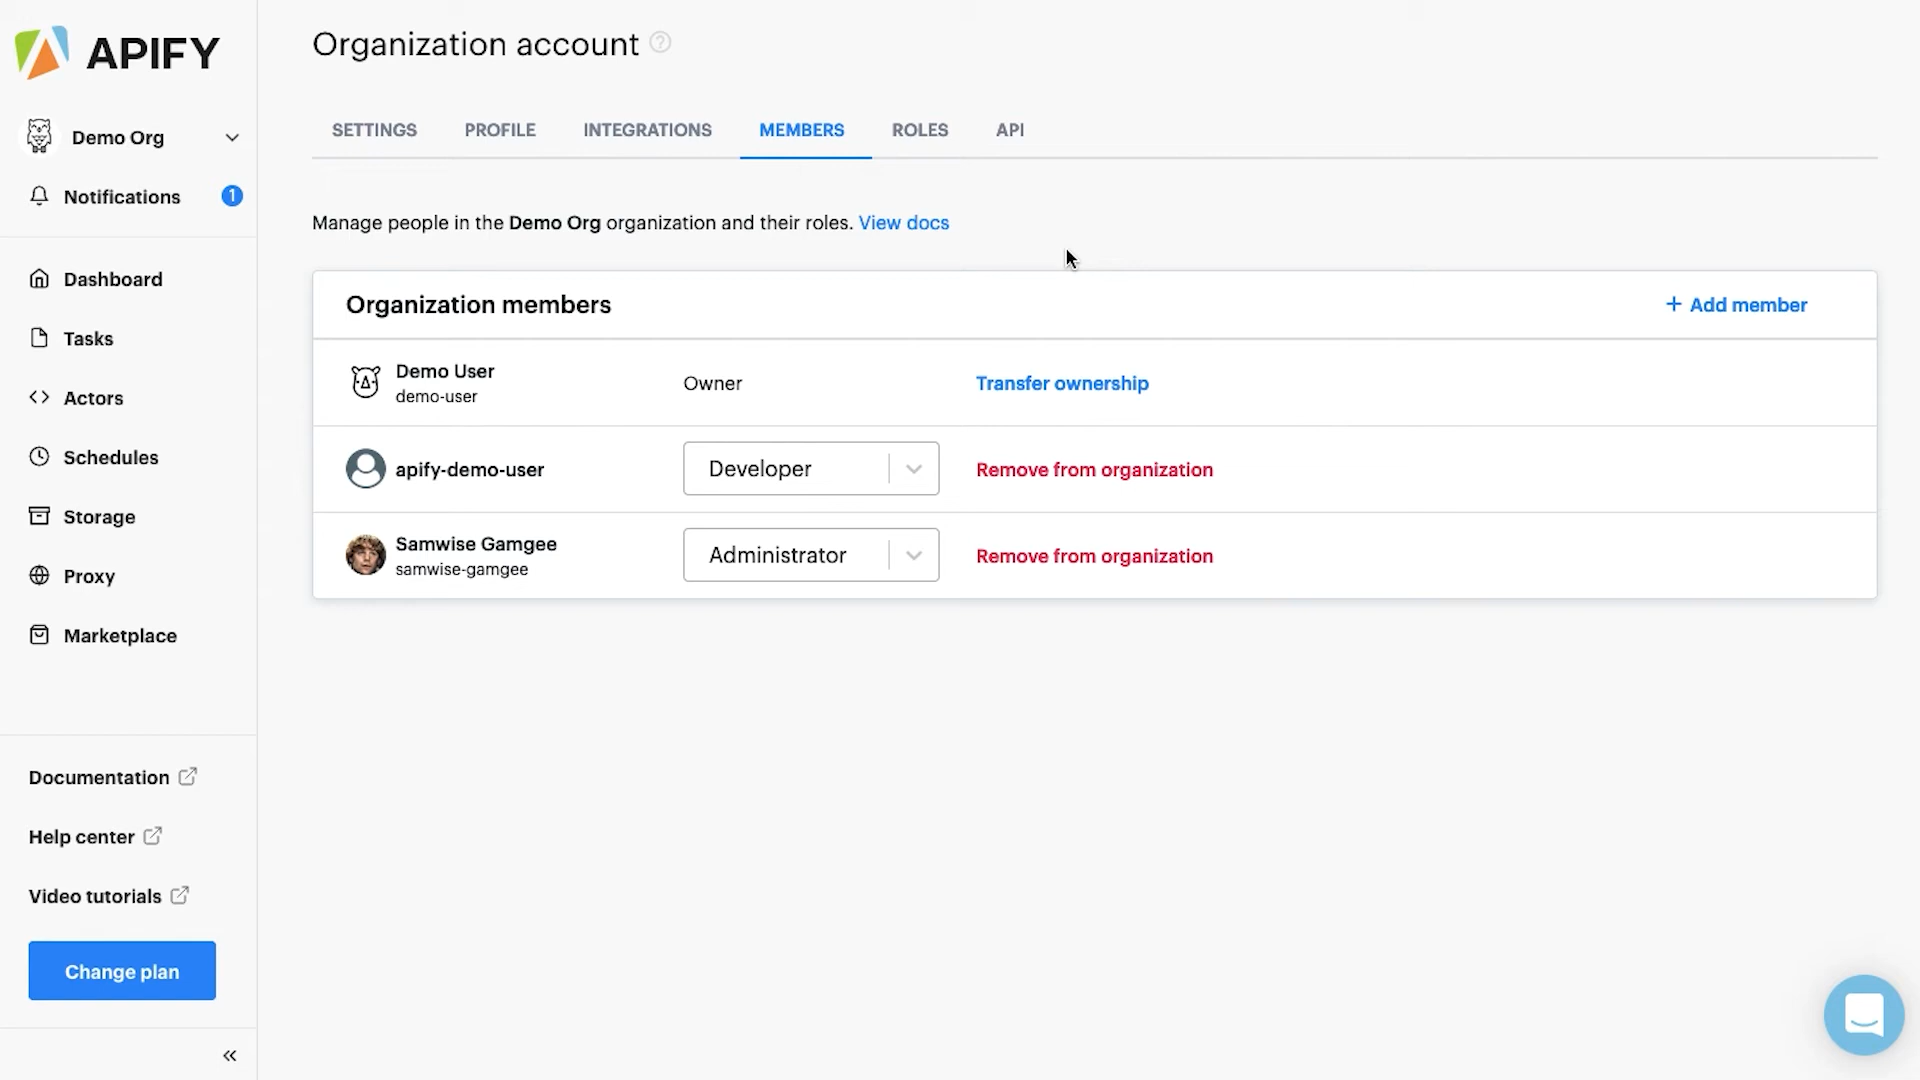 APIFY
Demo Org
Notifications 1
Dashboard
Tasks
Actors
Schedules
Storage
Proxy
Marketplace
Documentation
Help center
Video tutorials
Change plan
«
Organization account ?
SETTINGS PROFILE INTEGRATIONS MEMBERS ROLES API
Manage people in the Demo Org organization and their roles. View docs
Organization members + Add member
Demo User
demo-user
Owner Transfer ownership
apify-demo-user Developer Remove from organization
Samwise Gamgee
samwise-gamgee
Administrator Remove from organization